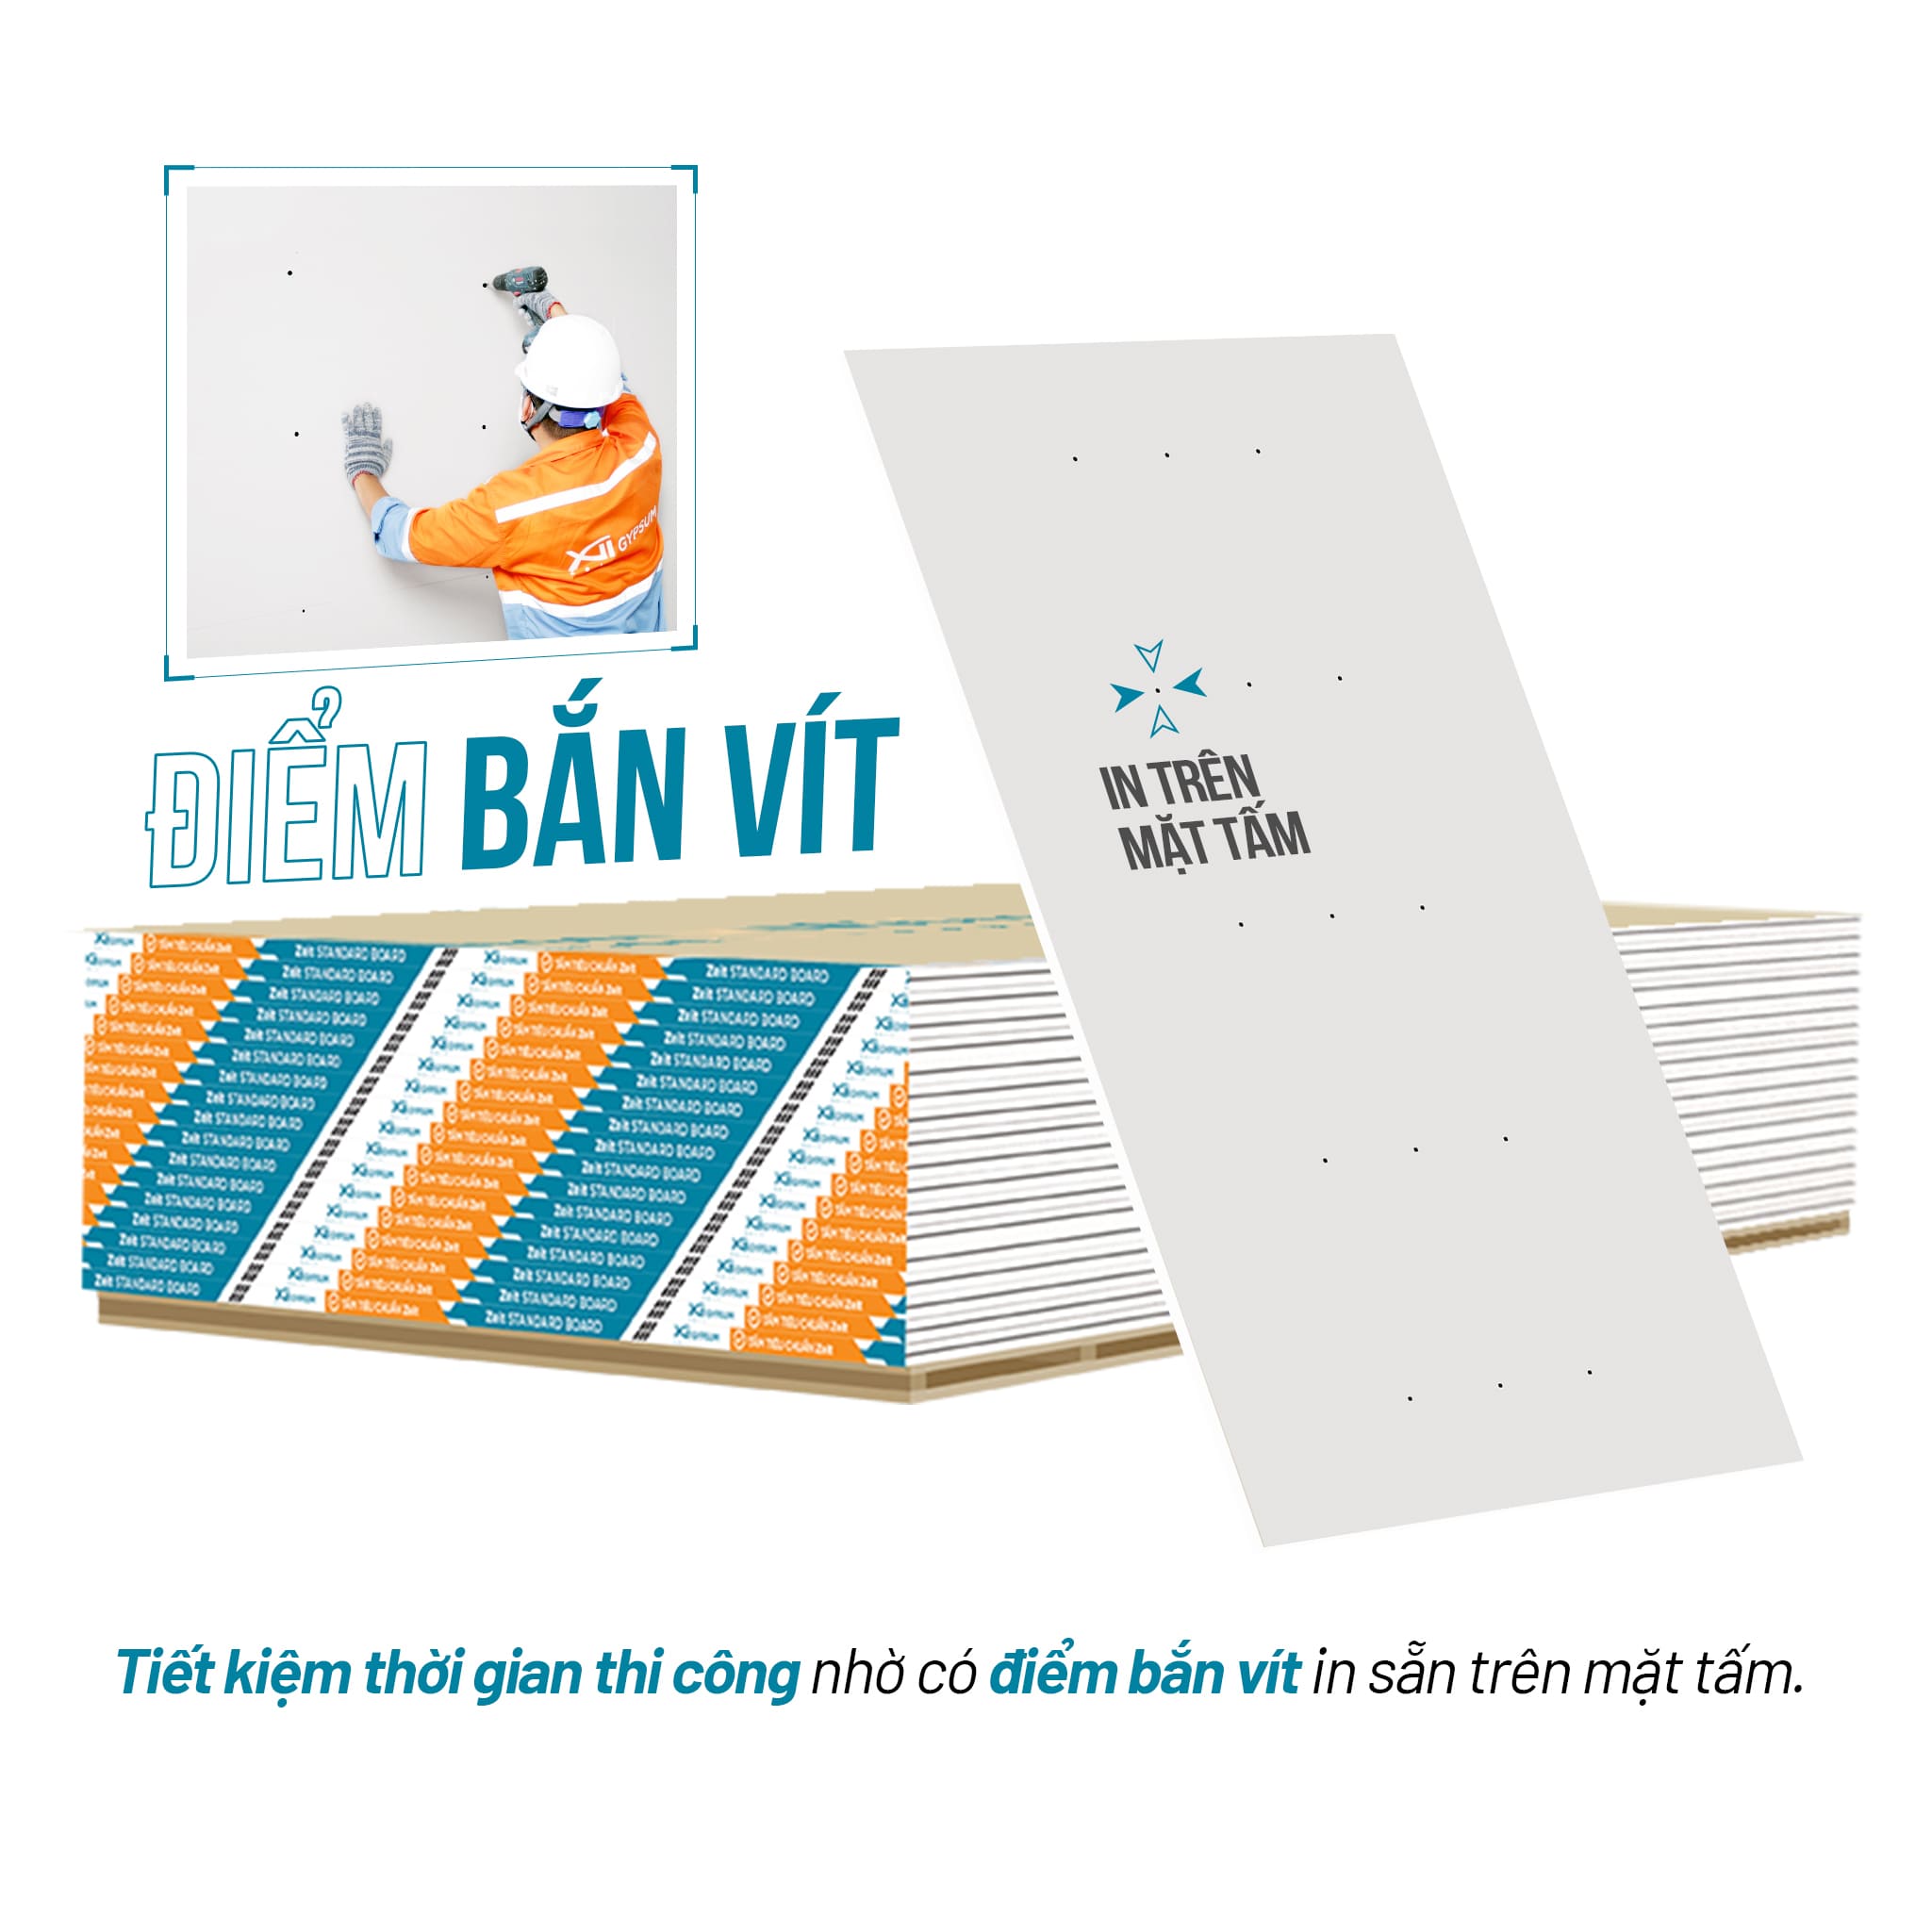 GYPSUM
ĐIỂM BẮN VÍT
IN TRÊN
MẶT TẤM
TẤM TIÊU CHUẨN Zeit
Zeit STANDARD BOARD
Tiết kiệm thời gian thi công nhờ có điểm bắn vít in sẵn trên mặt tấm.